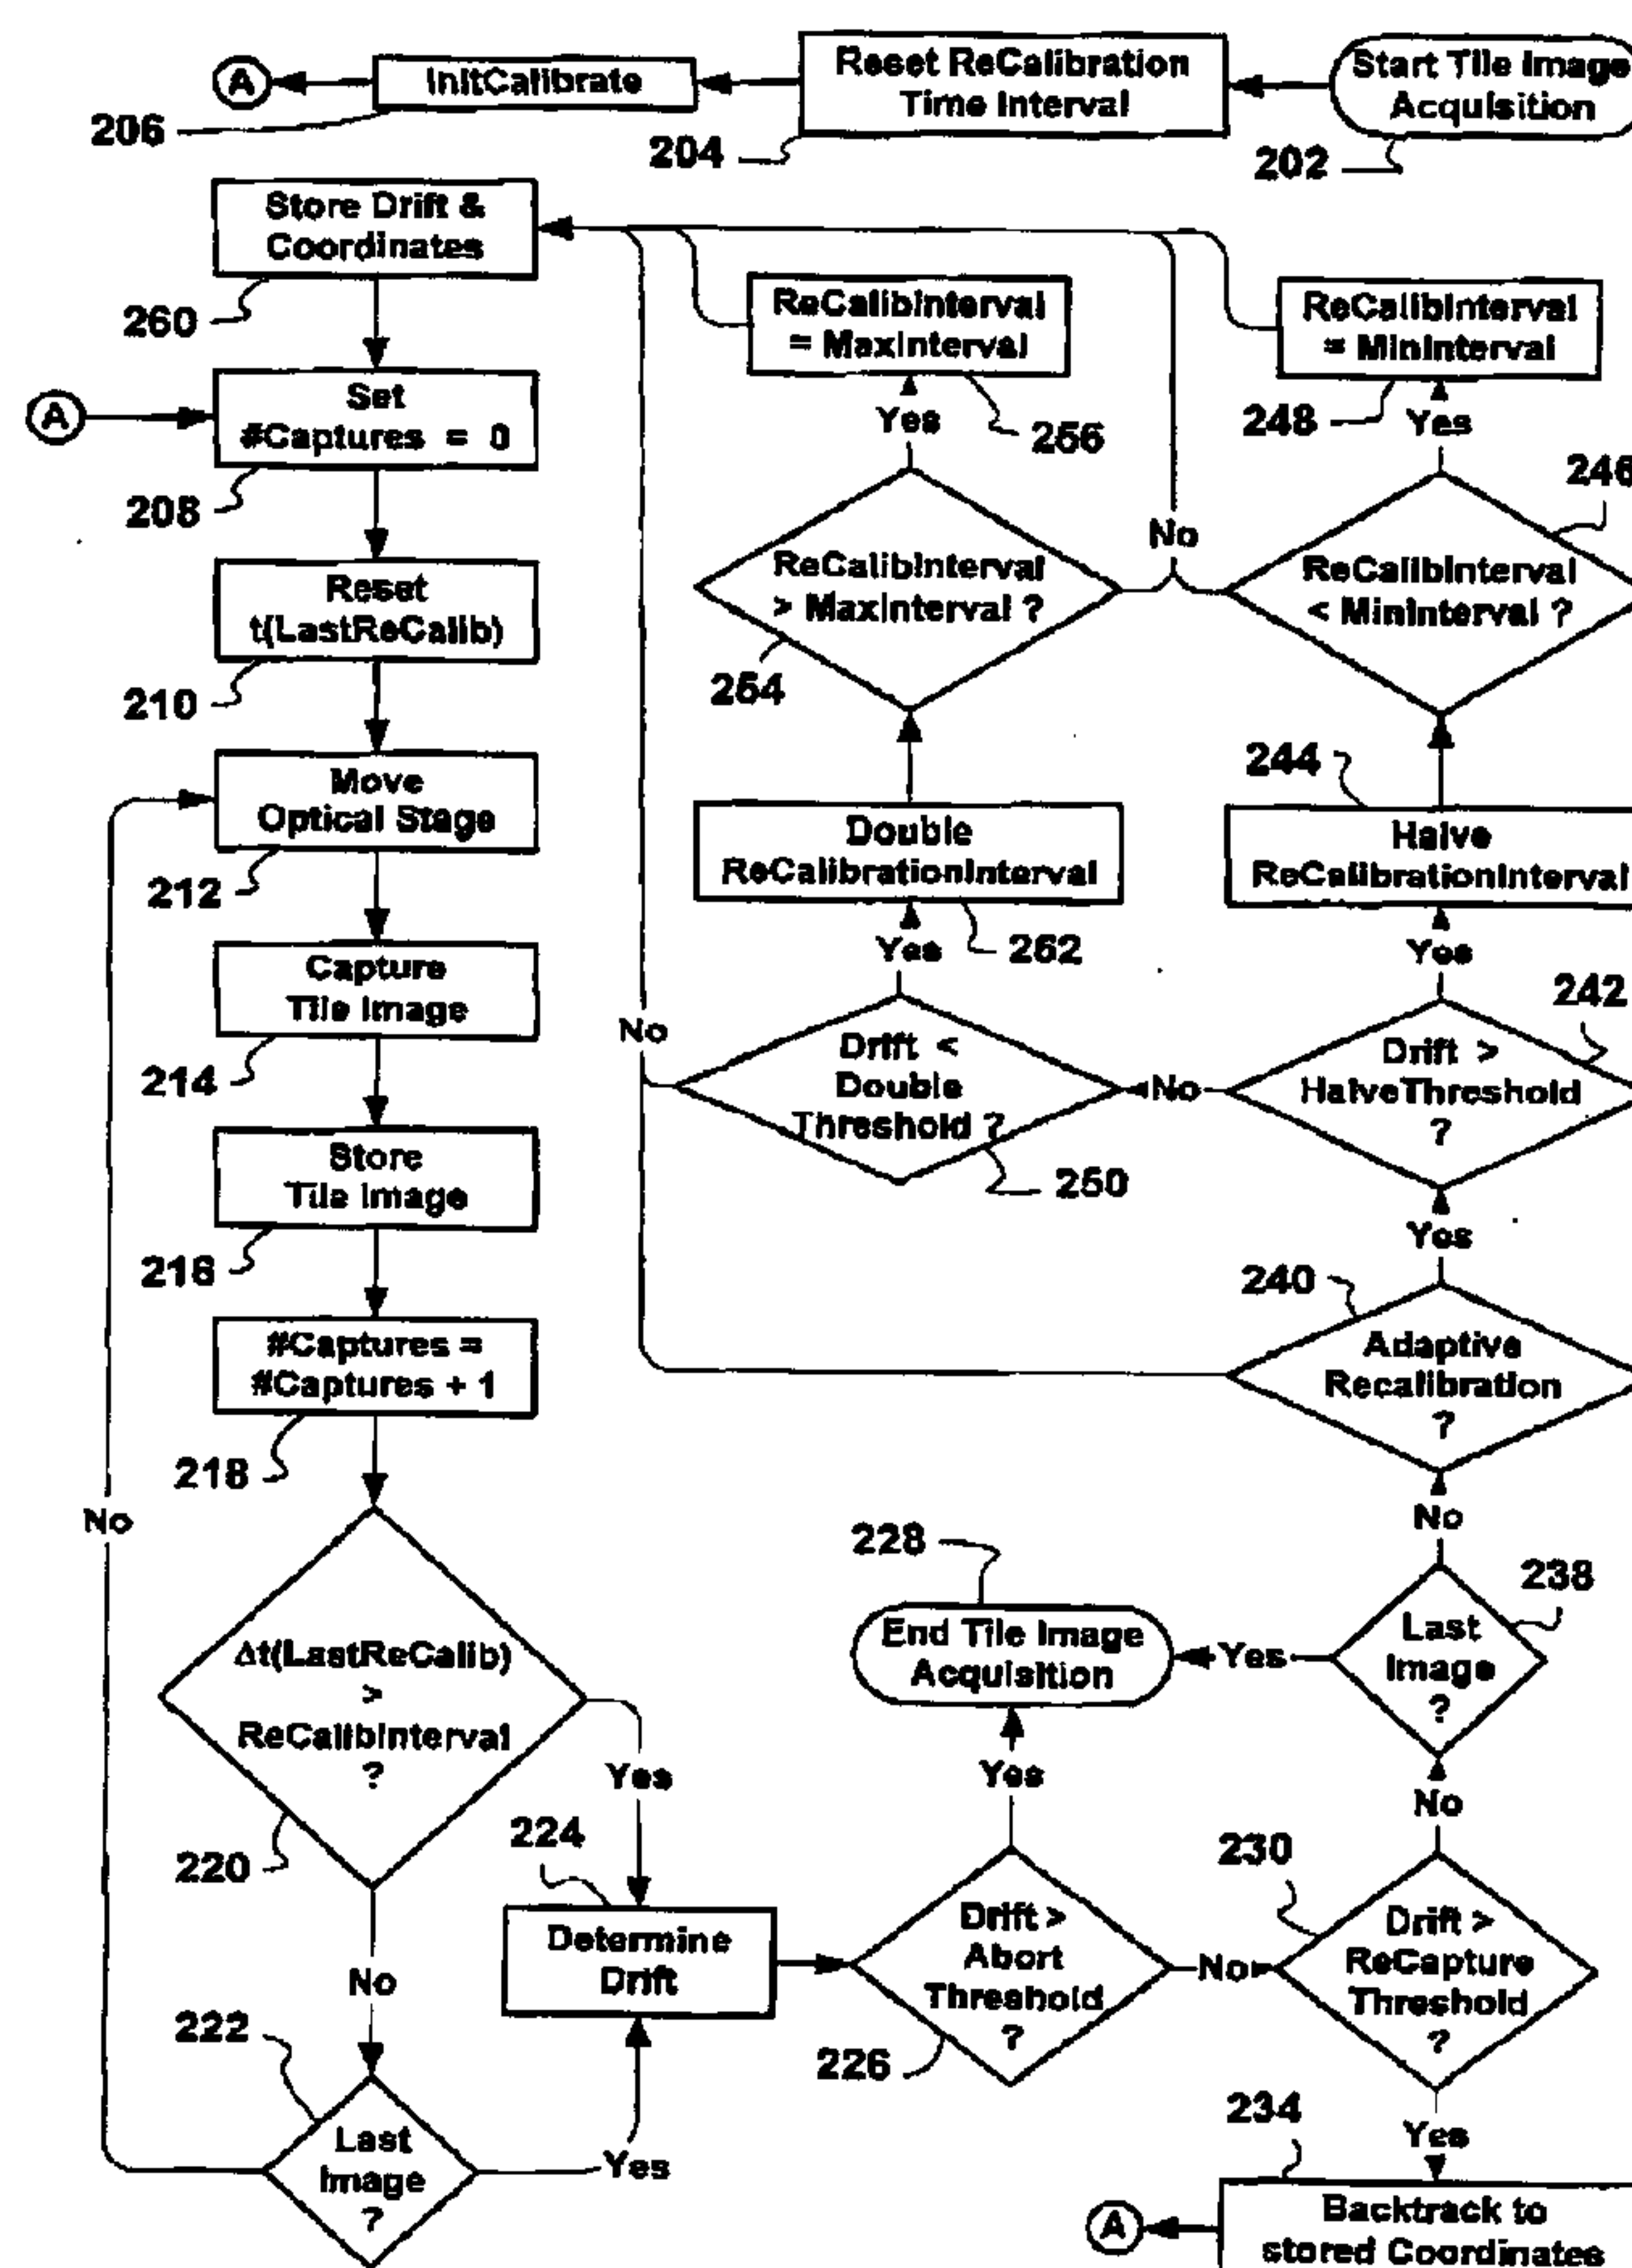 A
InitCalibrate
206
Reset ReCalibration
Time Interval
204
Start Tile Image
Acquisition
202
Store Drift &
Coordinates
260
A
Set
#Captures = 0
208
Reset
t(LastReCalib)
210
Move
Optical Stage
212
Capture
Tile Image
214
Store
Tile Image
216
#Captures =
#Captures + 1
218
Δt(LastReCalib)
>
ReCalibInterval
?
220
No
Yes
No
222
Last
Image
?
Yes
224
Determine
Drift
ReCalibInterval
= MaxInterval
256
Yes
ReCalibInterval
> MaxInterval ?
254
No
Double
ReCalibrationInterval
252
Yes
Drift <
Double
Threshold ?
250
No
ReCalibInterval
= MinInterval
248
Yes
246
ReCalibInterval
< MinInterval ?
244
Halve
ReCalibrationInterval
Yes
242
Drift >
HalveThreshold
?
No
Yes
240
Adaptive
Recalibration
?
No
238
Last
Image
?
Yes
228
End Tile Image
Acquisition
Yes
Drift >
Abort
Threshold
?
226
No
No
230
Drift >
ReCapture
Threshold
?
Yes
234
Backtrack to
stored Coordinates
A